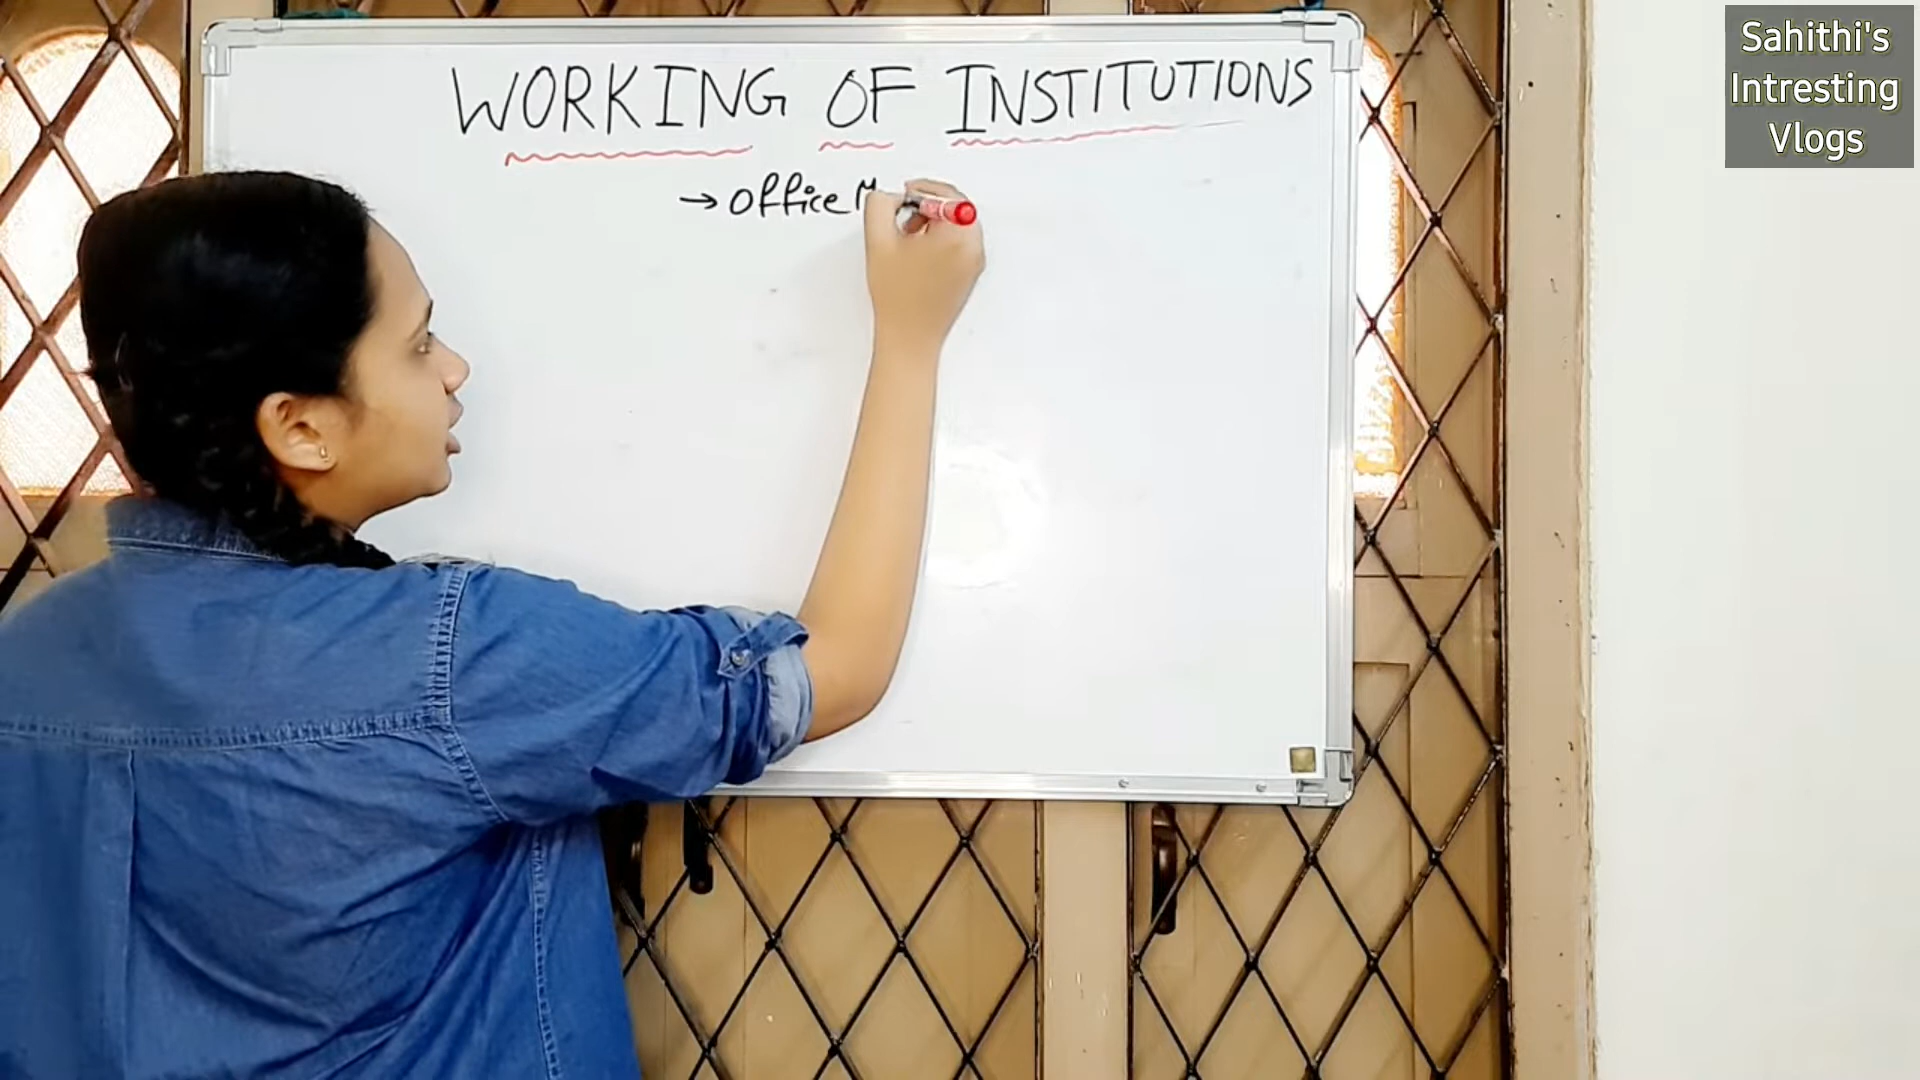 WORKING OF INSTITUTIONS
→ Office M
Sahithi's
Intresting
Vlogs